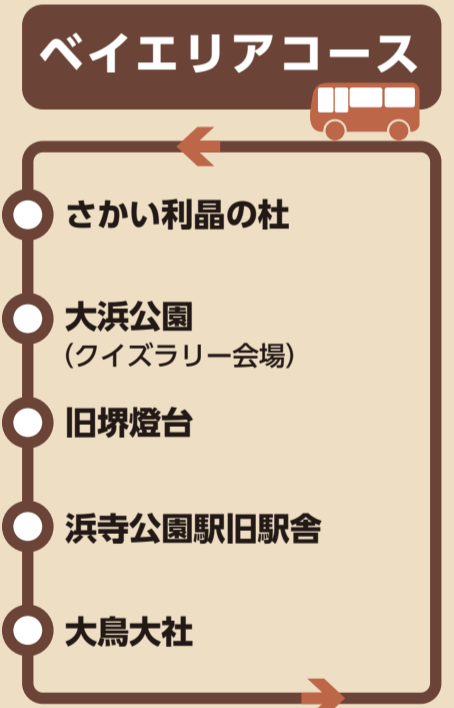 ベイエリアコース
さかい利晶の杜
大浜公園
（クイズラリー会場）
旧堺燈台
浜寺公園駅旧駅舎
大鳥大社